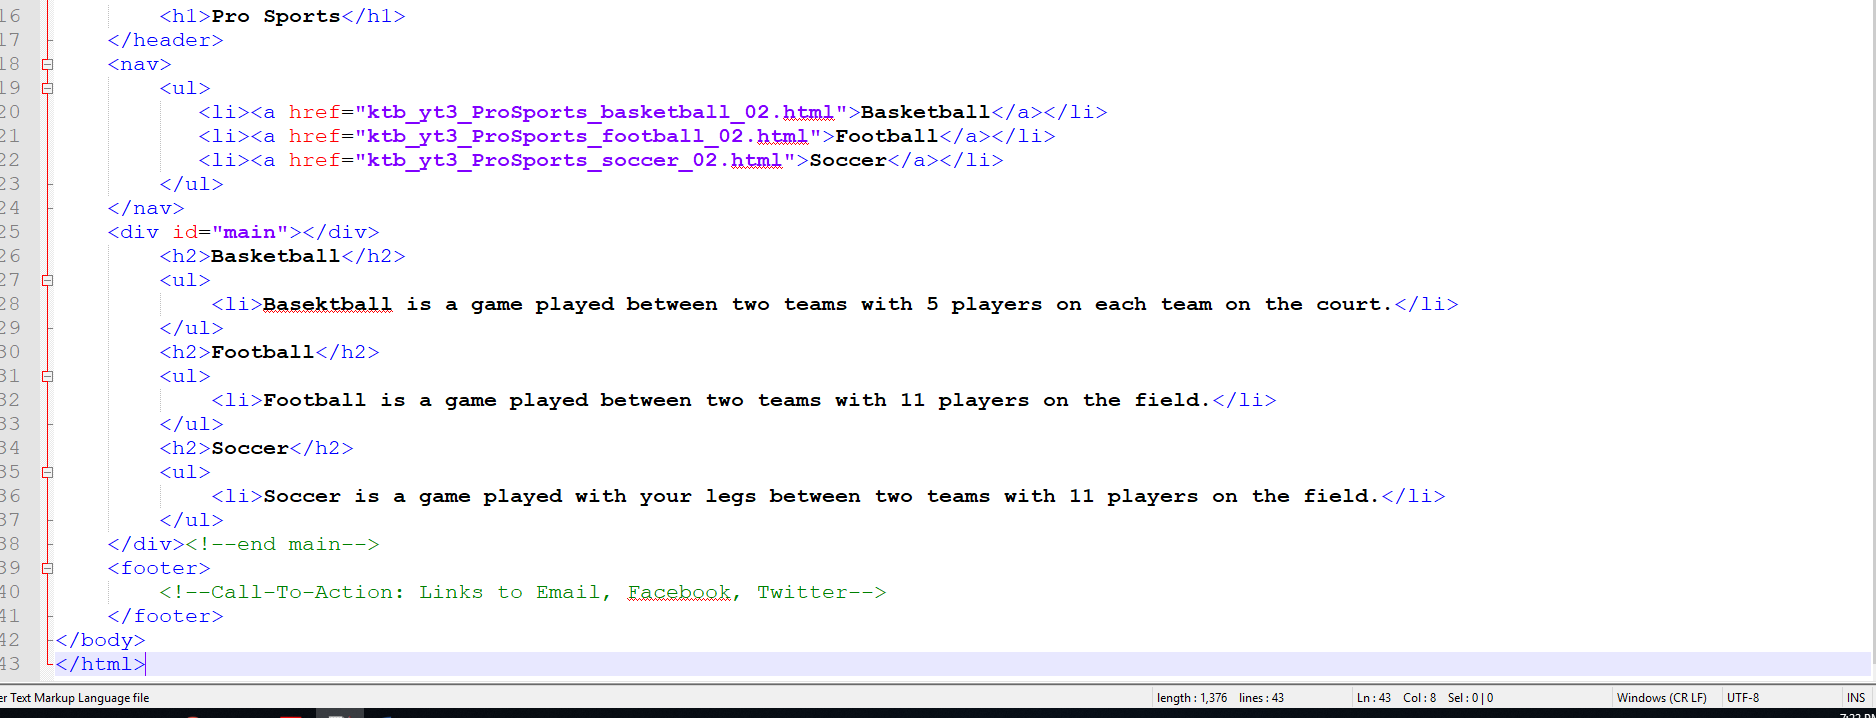 16 <h1>Pro Sports</h1>
17 </header>
18 <nav>
19 <ul>
20 <li><a href="ktb_yt3_ProSports_basketball_02.html">Basketball</a></li>
21 <li><a href="ktb_yt3_ProSports_football_02.html">Football</a></li>
22 <li><a href="ktb_yt3_ProSports_soccer_02.html">Soccer</a></li>
23 </ul>
24 </nav>
25 <div id="main"></div>
26 <h2>Basketball</h2>
27 <ul>
28 <li>Basektball is a game played between two teams with 5 players on each team on the court.</li>
29 </ul>
30 <h2>Football</h2>
31 <ul>
32 <li>Football is a game played between two teams with 11 players on the field.</li>
33 </ul>
34 <h2>Soccer</h2>
35 <ul>
36 <li>Soccer is a game played with your legs between two teams with 11 players on the field.</li>
37 </ul>
38 </div><!--end main-->
39 <footer>
40 <!--Call-To-Action: Links to Email, Facebook, Twitter-->
41 </footer>
42 </body>
43 </html>
er Text Markup Language file length : 1,376 lines : 43 Ln : 43 Col : 8 Sel : 0 | 0 Windows (CR LF) UTF-8 INS